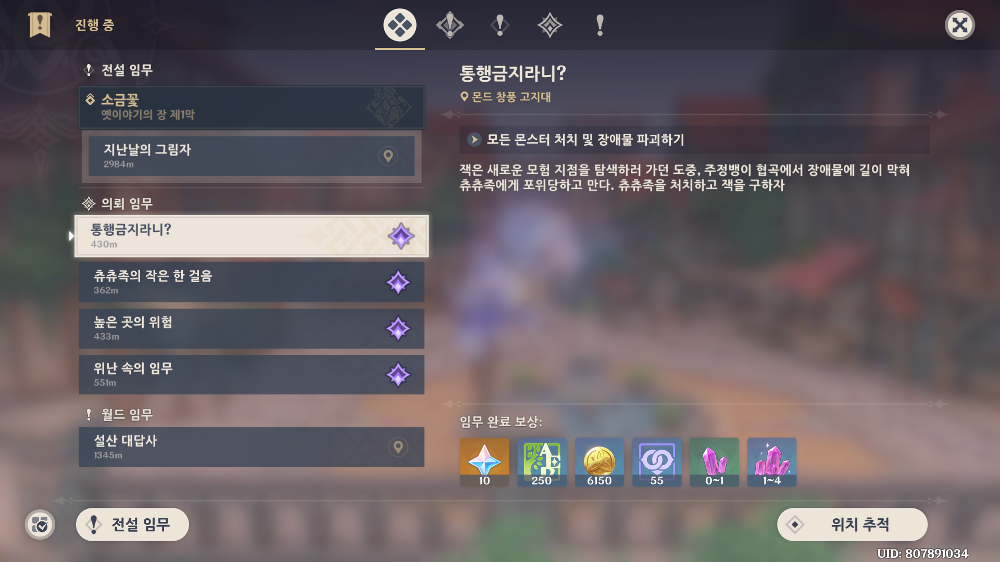 진행 중
전설 임무
소금꽃
옛이야기의 장 제1막
지난날의 그림자
2984m
의뢰 임무
통행금지라니?
430m
츄츄족의 작은 한 걸음
362m
높은 곳의 위험
433m
위난 속의 임무
551m
월드 임무
설산 대답사
1345m
전설 임무
통행금지라니?
몬드 창풍 고지대
모든 몬스터 처치 및 장애물 파괴하기
잭은 새로운 모험 지점을 탐색하러 가던 도중, 주정뱅이 협곡에서 장애물에 길이 막혀
츄츄족에게 포위당하고 만다. 츄츄족을 처치하고 잭을 구하자
임무 완료 보상:
10 250 6150 55 0~1 1~4
위치 추적
UID: 807891034